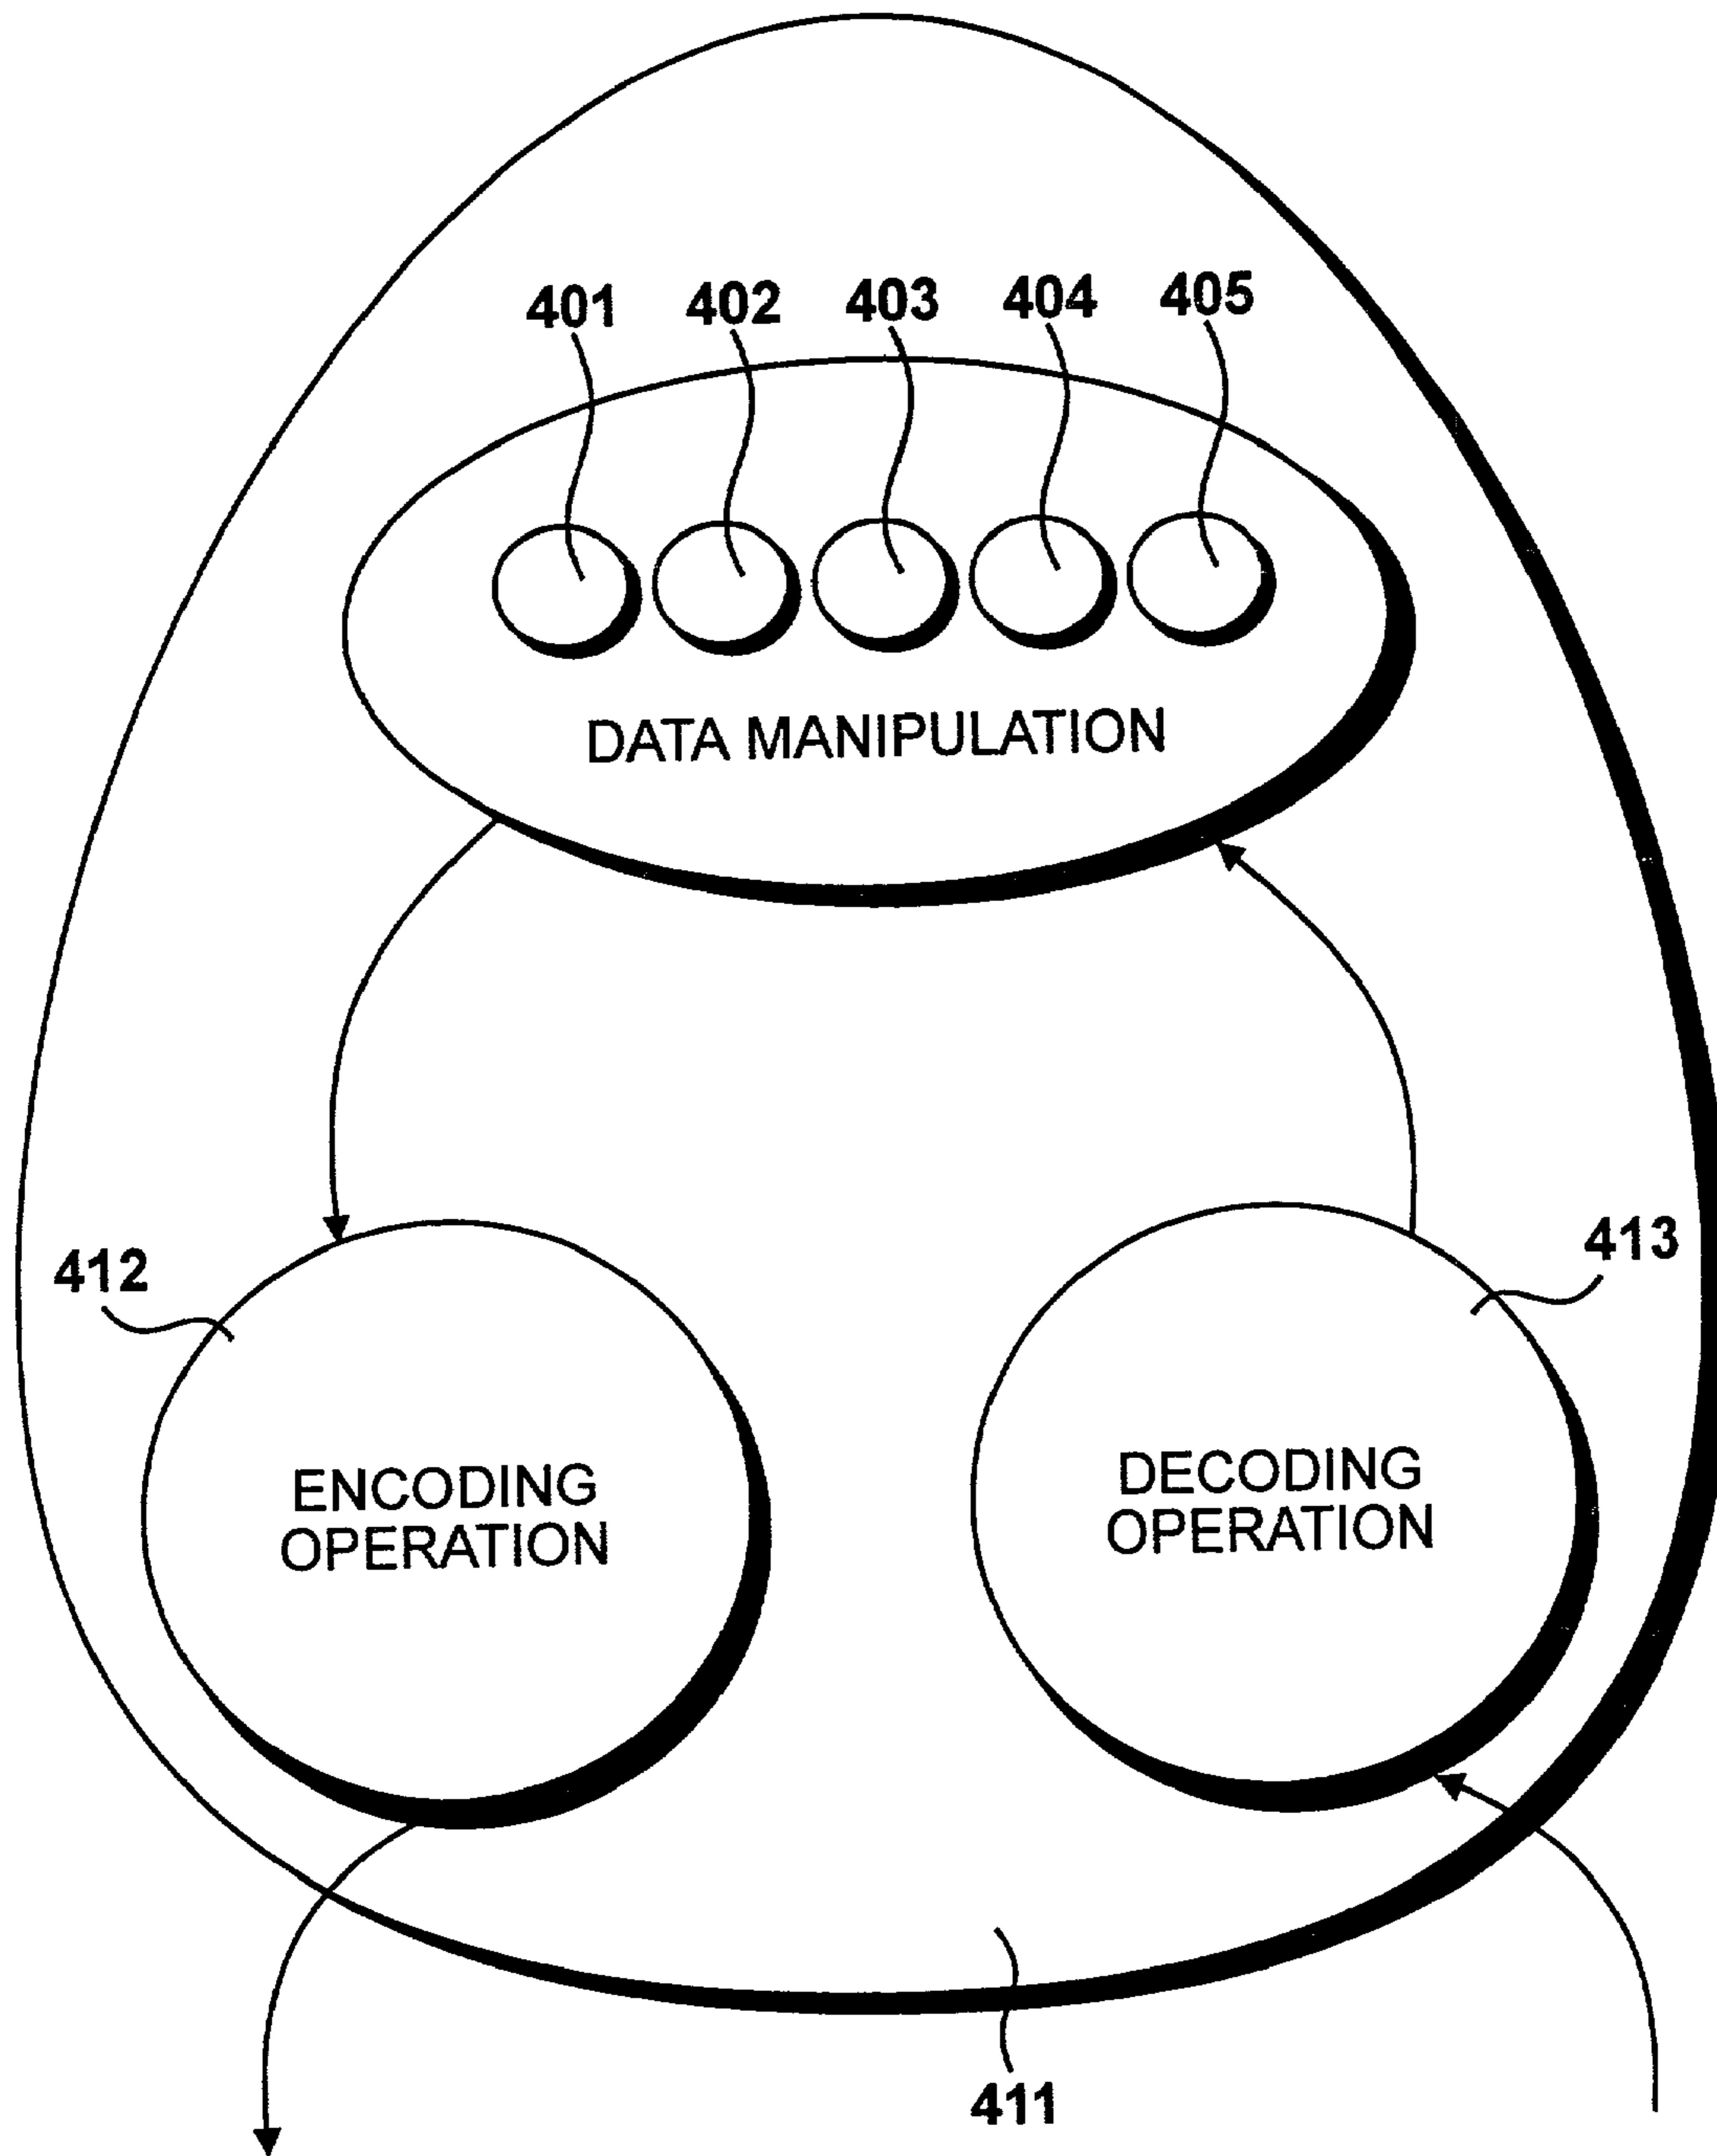 401 402 403 404 405
DATA MANIPULATION
412
413
ENCODING
OPERATION
DECODING
OPERATION
411